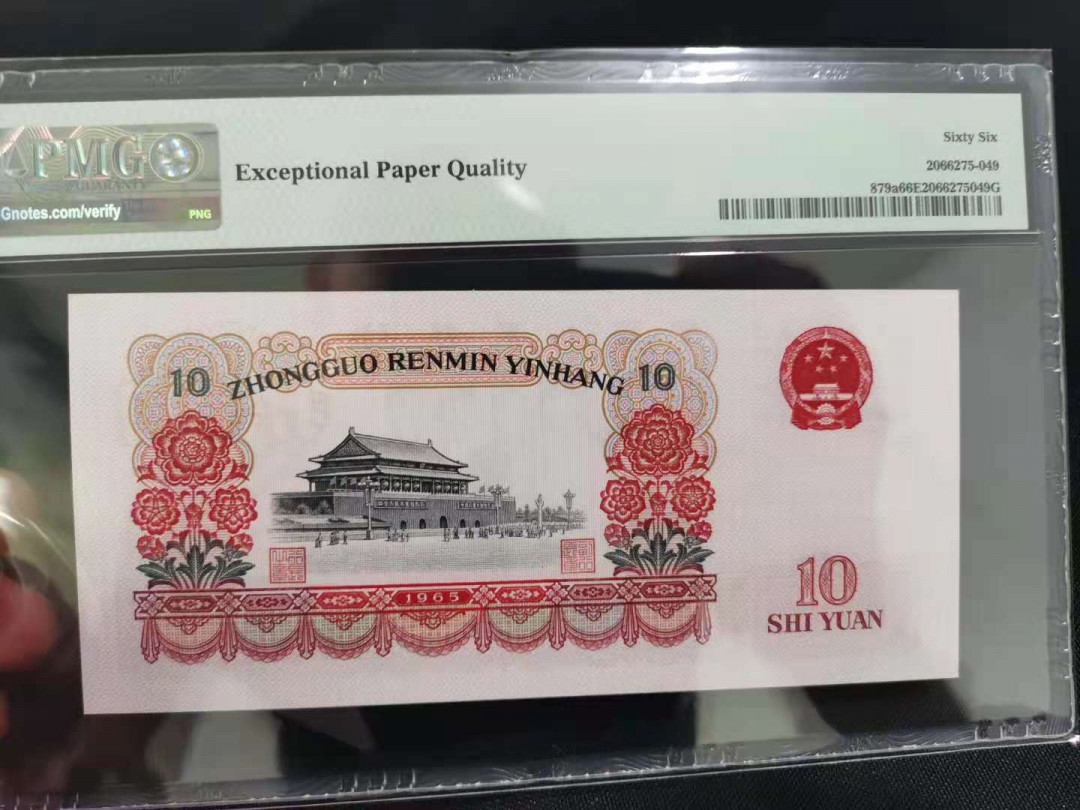 PMG
Gnotes.com/verify
PNG
Exceptional Paper Quality
Sixty Six
2066275-049
879a66E2066275049G
ZHONGGUO RENMIN YINHANG
10
10
1965
10
SHI YUAN